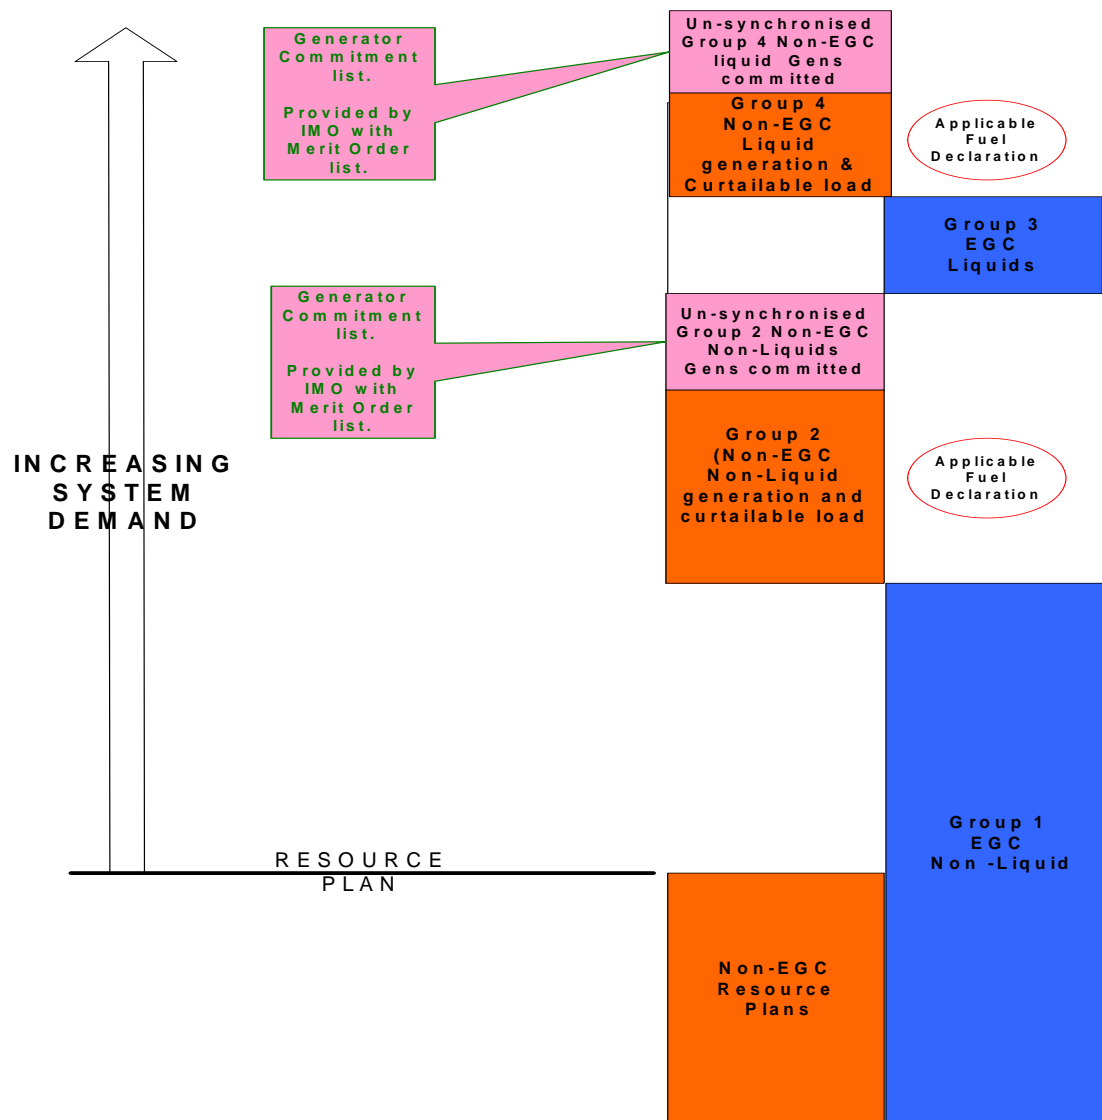 Generator
Commitment
list.
Provided by
IMO with
Merit Order
list.
Un-synchronised
Group 4 Non-EGC
liquid Gens
committed
Group 4
Non-EGC
Liquid
generation &
Curtailable load
Applicable
Fuel
Declaration
Group 3
EGC
Liquids
Generator
Commitment
list.
Provided by
IMO with
Merit Order
list.
Un-synchronised
Group 2 Non-EGC
Non-Liquids
Gens committed
Group 2
(Non-EGC
Non-Liquid
generation and
curtailable load
Applicable
Fuel
Declaration
INCREASING
SYSTEM
DEMAND
Group 1
EGC
Non -Liquid
RESOURCE
PLAN
Non-EGC
Resource
Plans